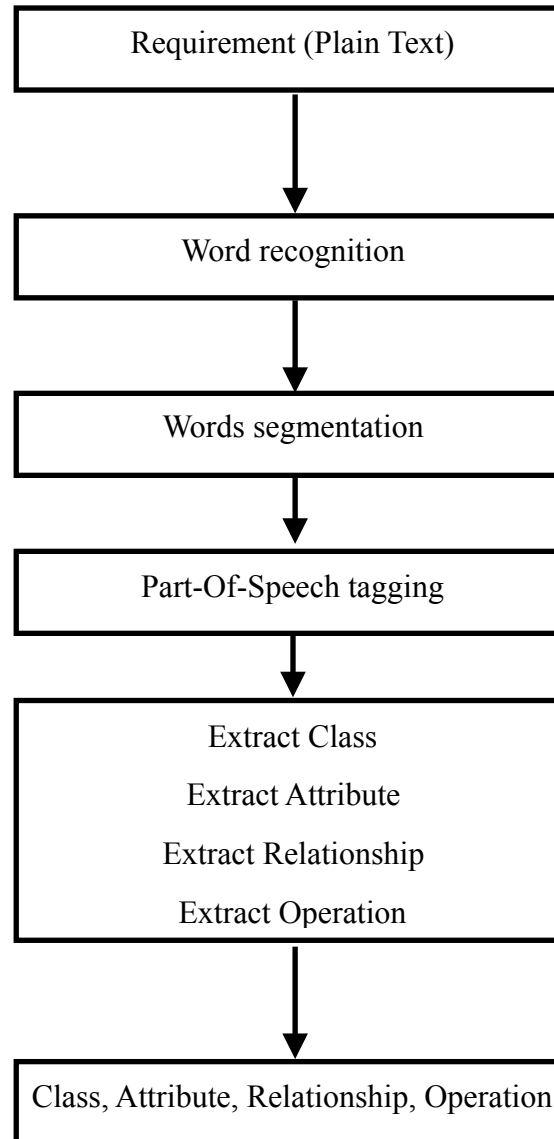 Requirement (Plain Text)
Word recognition
Words segmentation
Part-Of-Speech tagging
Extract Class
Extract Attribute
Extract Relationship
Extract Operation
Class, Attribute, Relationship, Operation